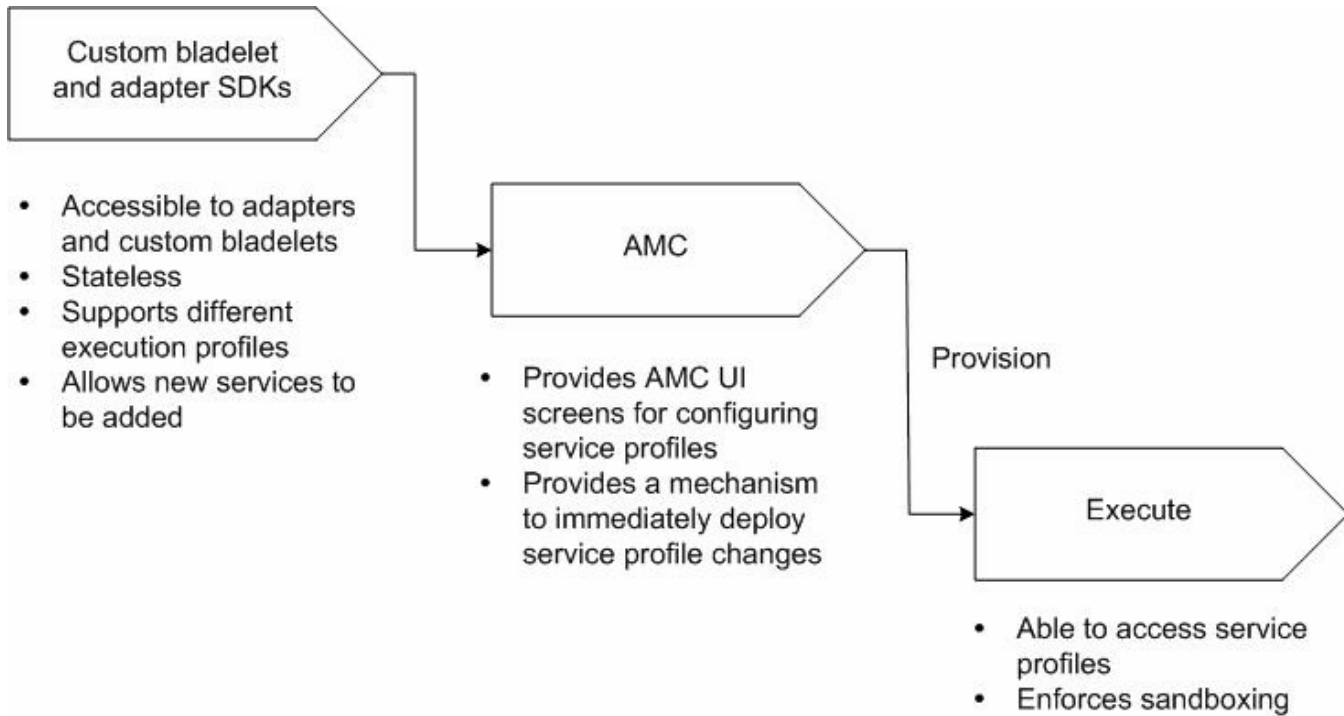 Custom bladelet
and adapter SDKs
• Accessible to adapters
and custom bladelets
• Stateless
• Supports different
execution profiles
• Allows new services to
be added
AMC
• Provides AMC UI
screens for configuring
service profiles
• Provides a mechanism
to immediately deploy
service profile changes
Provision
Execute
• Able to access service
profiles
• Enforces sandboxing